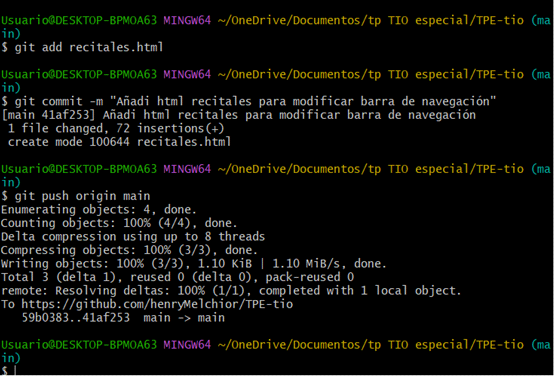 Usuario@DESKTOP-BPMOA63 MINGW64 ~/OneDrive/Documentos/tp TIO especial/TPE-tio (ma
in)
$ git add recitales.html
Usuario@DESKTOP-BPMOA63 MINGW64 ~/OneDrive/Documentos/tp TIO especial/TPE-tio (ma
in)
$ git commit -m "Añadi html recitales para modificar barra de navegación"
[main 41af253] Añadi html recitales para modificar barra de navegación
1 file changed, 72 insertions(+)
create mode 100644 recitales.html
Usuario@DESKTOP-BPMOA63 MINGW64 ~/OneDrive/Documentos/tp TIO especial/TPE-tio (ma
in)
$ git push origin main
Enumerating objects: 4, done.
Counting objects: 100% (4/4), done.
Delta compression using up to 8 threads
Compressing objects: 100% (3/3), done.
Writing objects: 100% (3/3), 1.10 KiB | 1.10 MiB/s, done.
Total 3 (delta 1), reused 0 (delta 0), pack-reused 0
remote: Resolving deltas: 100% (1/1), completed with 1 local object.
To https://github.com/henryMelchior/TPE-tio
59b0383..41af253  main -> main
Usuario@DESKTOP-BPMOA63 MINGW64 ~/OneDrive/Documentos/tp TIO especial/TPE-tio (ma
in)
$